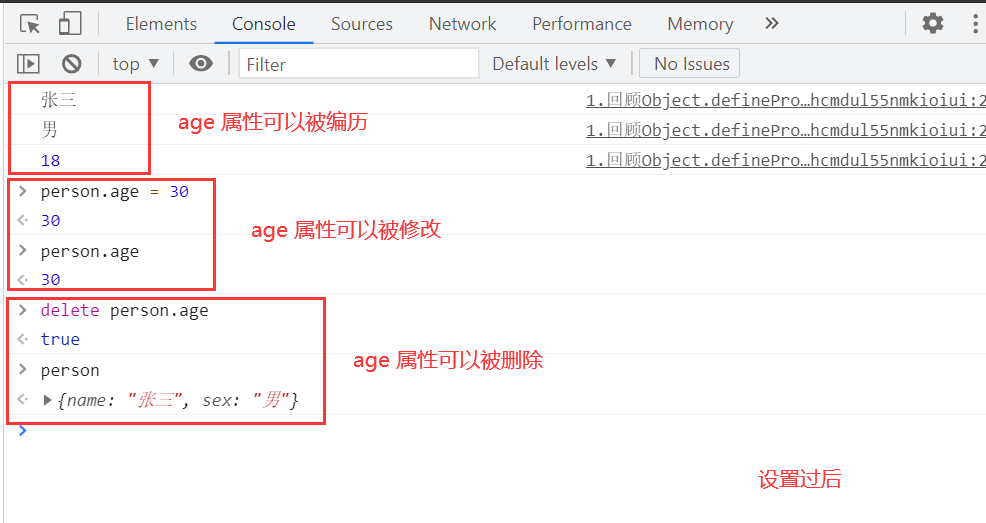 Elements Console Sources Network Performance Memory
top Filter Default levels No Issues
张三 1.回顾Object.definePro…hcmdul55nmkioiui:2
age 属性可以被编历
男 1.回顾Object.definePro…hcmdul55nmkioiui:2
18 1.回顾Object.definePro…hcmdul55nmkioiui:2
person.age = 30
30
age 属性可以被修改
person.age
30
delete person.age
true
age 属性可以被删除
person
{name: "张三", sex: "男"}
设置过后